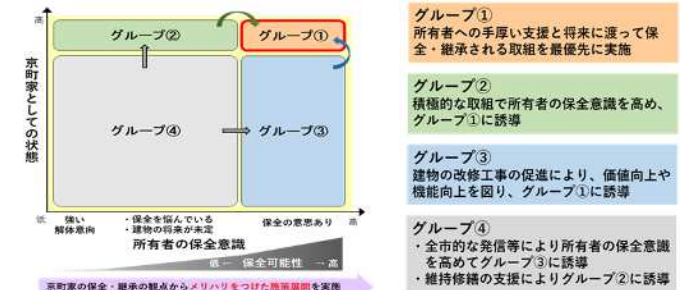 高
グループ②
グループ①
京町家としての状態
グループ④
グループ③
低
強い
解体意向
・保全を悩んでいる
・建物の将来が未定
保全の意思あり
高
所有者の保全意識
低 ← 保全可能性 → 高
京町家の保全・継承の観点からメリハリをつけた施策展開を実施
グループ①
所有者への手厚い支援と将来に渡って保
全・継承される取組を最優先に実施
グループ②
積極的な取組で所有者の保全意識を高め、
グループ①に誘導
グループ③
建物の改修工事の促進により、価値向上や
機能向上を図り、グループ①に誘導
グループ④
・全市的な発信等により所有者の保全意識
を高めてグループ③に誘導
・維持修繕の支援によりグループ②に誘導